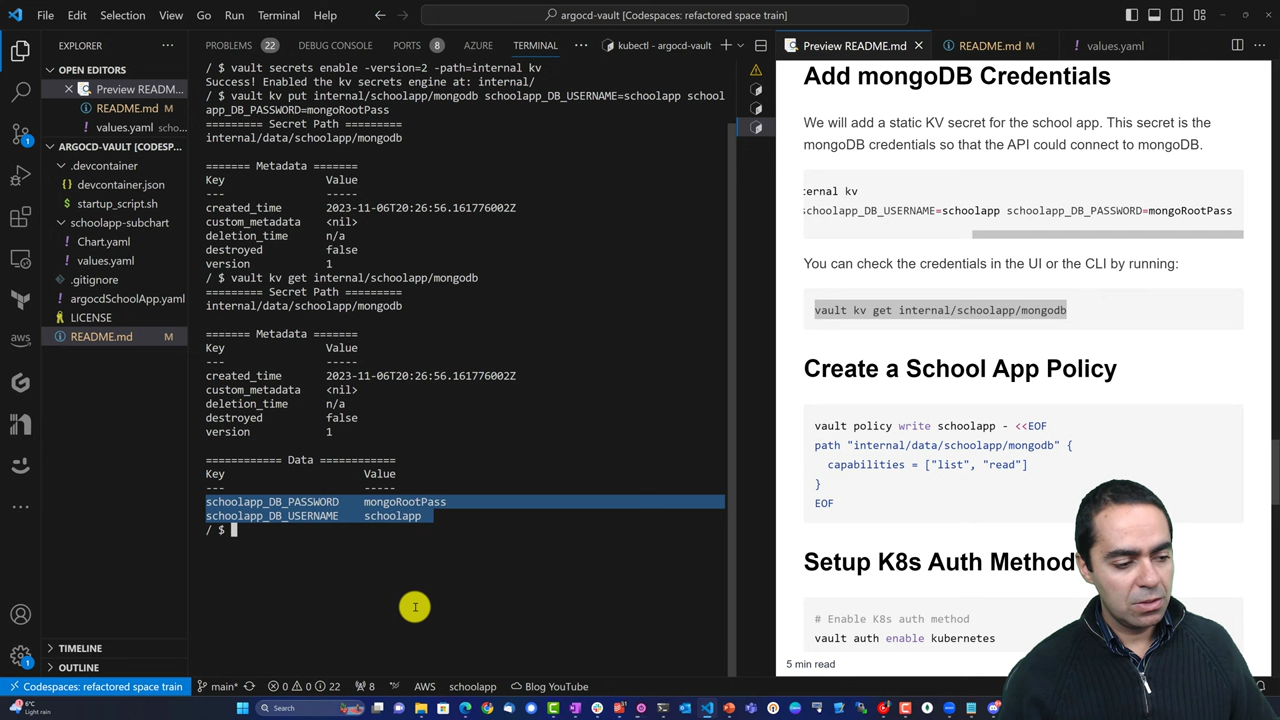 File Edit Selection View Go Run Terminal Help
argocd-vault [Codespaces: refactored space train]
EXPLORER
OPEN EDITORS
Preview READM...
README.md M
values.yaml scho...
ARGOCD-VAULT [CODESP...
.devcontainer
devcontainer.json
startup_script.sh
schoolapp-subchart
Chart.yaml
values.yaml
.gitignore
argocdSchoolApp.yaml
LICENSE
README.md M
TIMELINE
OUTLINE
aws
PROBLEMS 22 DEBUG CONSOLE PORTS 8 AZURE TERMINAL kubectl - argocd-vault
/ $ vault secrets enable -version=2 -path=internal kv
Success! Enabled the kv secrets engine at: internal/
/ $ vault kv put internal/schoolapp/mongodb schoolapp_DB_USERNAME=schoolapp school
app_DB_PASSWORD=mongoRootPass
========= Secret Path =========
internal/data/schoolapp/mongodb
======= Metadata =======
Key Value
--- -----
created_time 2023-11-06T20:26:56.161776002Z
custom_metadata <nil>
deletion_time n/a
destroyed false
version 1
/ $ vault kv get internal/schoolapp/mongodb
========= Secret Path =========
internal/data/schoolapp/mongodb
======= Metadata =======
Key Value
--- -----
created_time 2023-11-06T20:26:56.161776002Z
custom_metadata <nil>
deletion_time n/a
destroyed false
version 1
============ Data ============
Key Value
--- -----
schoolapp_DB_PASSWORD mongoRootPass
schoolapp_DB_USERNAME schoolapp
/ $
Preview README.md README.md M values.yaml
Add mongoDB Credentials
We will add a static KV secret for the school app. This secret is the
mongoDB credentials so that the API could connect to mongoDB.
ternal kv
schoolapp_DB_USERNAME=schoolapp schoolapp_DB_PASSWORD=mongoRootPass
You can check the credentials in the UI or the CLI by running:
vault kv get internal/schoolapp/mongodb
Create a School App Policy
vault policy write schoolapp - <<EOF
path "internal/data/schoolapp/mongodb" {
capabilities = ["list", "read"]
}
EOF
Setup K8s Auth Method
# Enable K8s auth method
vault auth enable kubernetes
5 min read
Codespaces: refactored space train main* 0 0 22 8 AWS schoolapp Blog YouTube
6°C
Light rain
Search